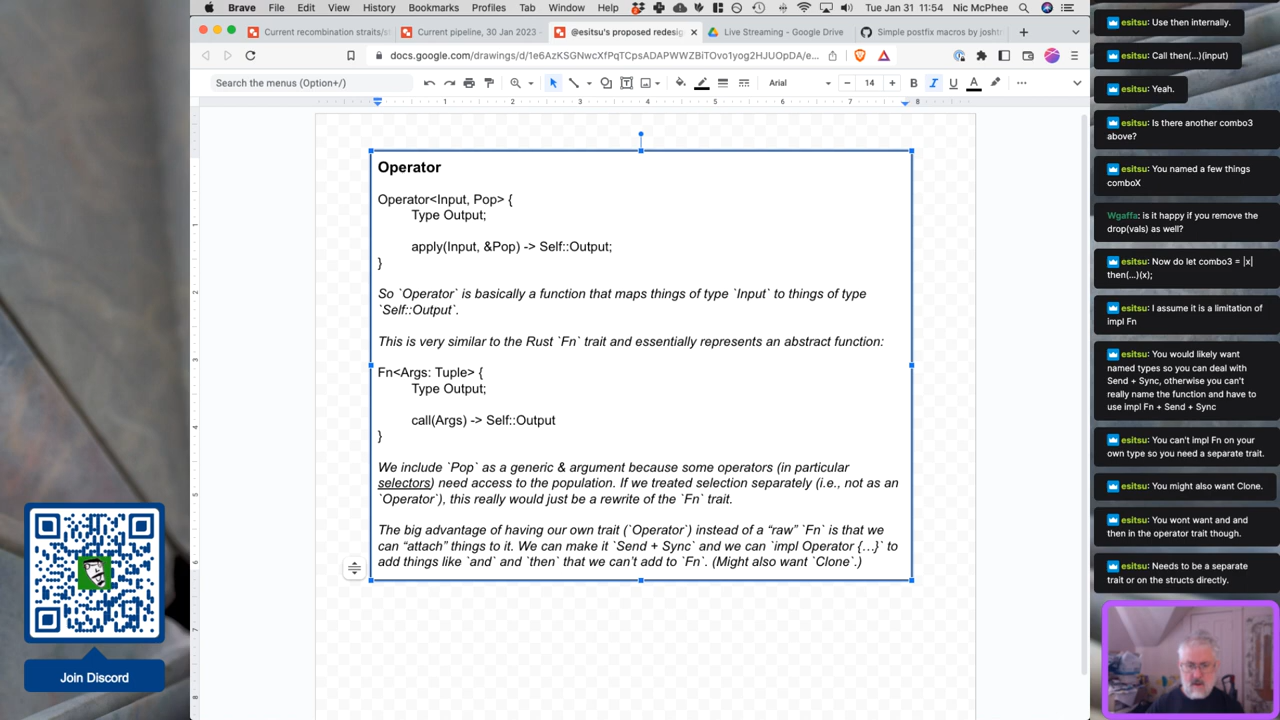 Brave File Edit View History Bookmarks Profiles Tab Window Help
Tue Jan 31 11:54 Nic McPhee
Current recombination straits/s
Current pipeline, 30 Jan 2023 -
@esitsu's proposed redesig
Live Streaming - Google Drive
Simple postfix macros by josht
docs.google.com/drawings/d/1e6AzKSGNwcXfPqTCpsADAPWWZBiTOvo1yog2HJUOpDA/e...
Search the menus (Option+/)
Arial
14
1 2 3 4 5 6 7 8
Operator
Operator<Input, Pop> {
Type Output;
apply(Input, &Pop) -> Self::Output;
}
So `Operator` is basically a function that maps things of type `Input` to things of type
`Self::Output`.
This is very similar to the Rust `Fn` trait and essentially represents an abstract function:
Fn<Args: Tuple> {
Type Output;
call(Args) -> Self::Output
}
We include `Pop` as a generic & argument because some operators (in particular
selectors) need access to the population. If we treated selection separately (i.e., not as an
`Operator`), this really would just be a rewrite of the `Fn` trait.
The big advantage of having our own trait (`Operator`) instead of a “raw” `Fn` is that we
can “attach” things to it. We can make it `Send + Sync` and we can `impl Operator {…}` to
add things like `and` and `then` that we can’t add to `Fn`. (Might also want `Clone`.)
Join Discord
esitsu: Use then internally.
esitsu: Call then(...)(input)
esitsu: Yeah.
esitsu: Is there another combo3
above?
esitsu: You named a few things
comboX
Wgaffa: is it happy if you remove the
drop(vals) as well?
esitsu: Now do let combo3 = |x|
then(...)(x);
esitsu: I assume it is a limitation of
impl Fn
esitsu: You would likely want
named types so you can deal with
Send + Sync, otherwise you can't
really name the function and have to
use impl Fn + Send + Sync
esitsu: You can't impl Fn on your
own type so you need a separate trait.
esitsu: You might also want Clone.
esitsu: You wont want and and
then in the operator trait though.
esitsu: Needs to be a separate
trait or on the structs directly.